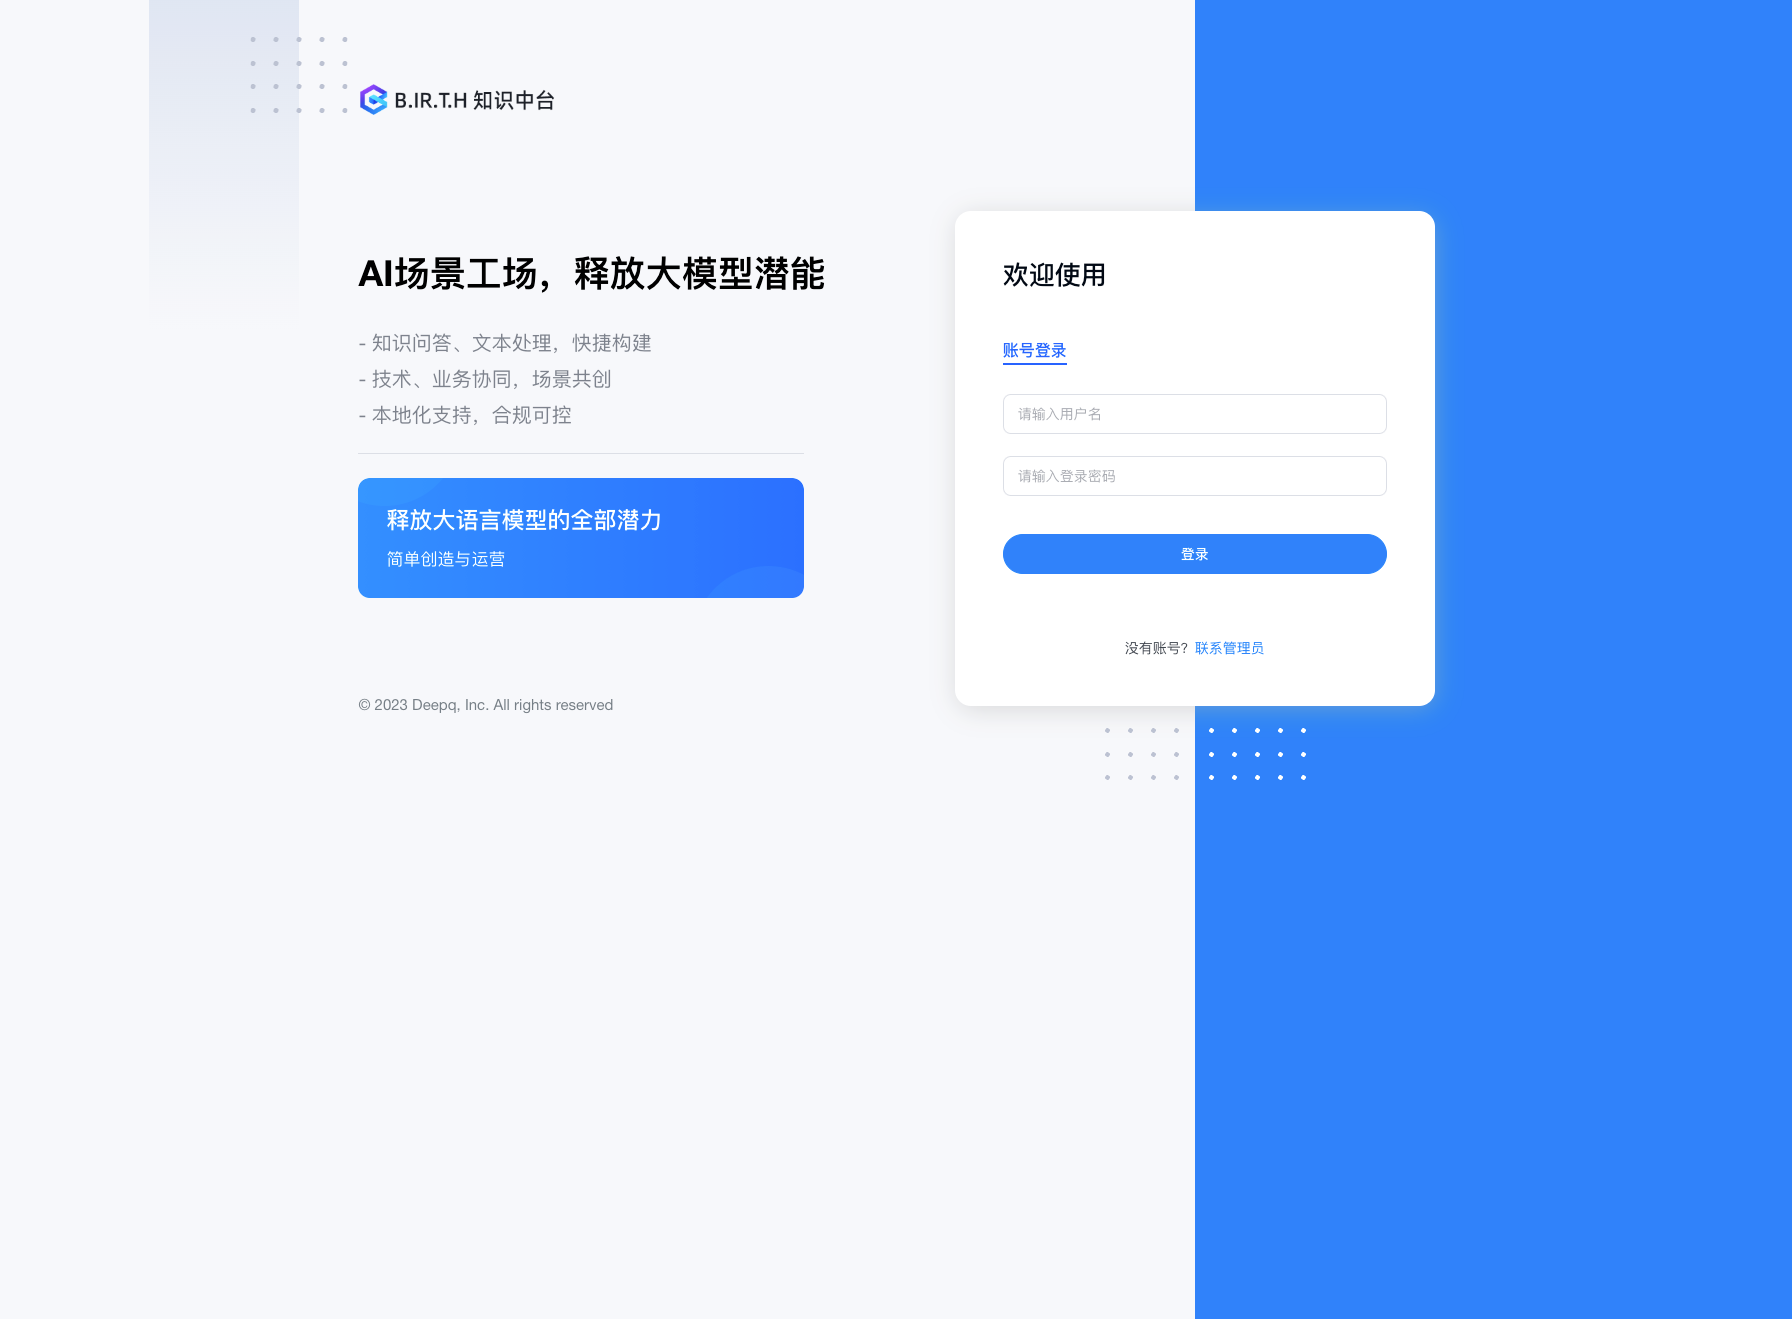 B.IR.T.H 知识中台
AI场景工场，释放大模型潜能
- 知识问答、文本处理，快捷构建
- 技术、业务协同，场景共创
- 本地化支持，合规可控
释放大语言模型的全部潜力
简单创造与运营
© 2023 Deepq, Inc. All rights reserved
欢迎使用
账号登录
请输入用户名
请输入登录密码
登录
没有账号？联系管理员